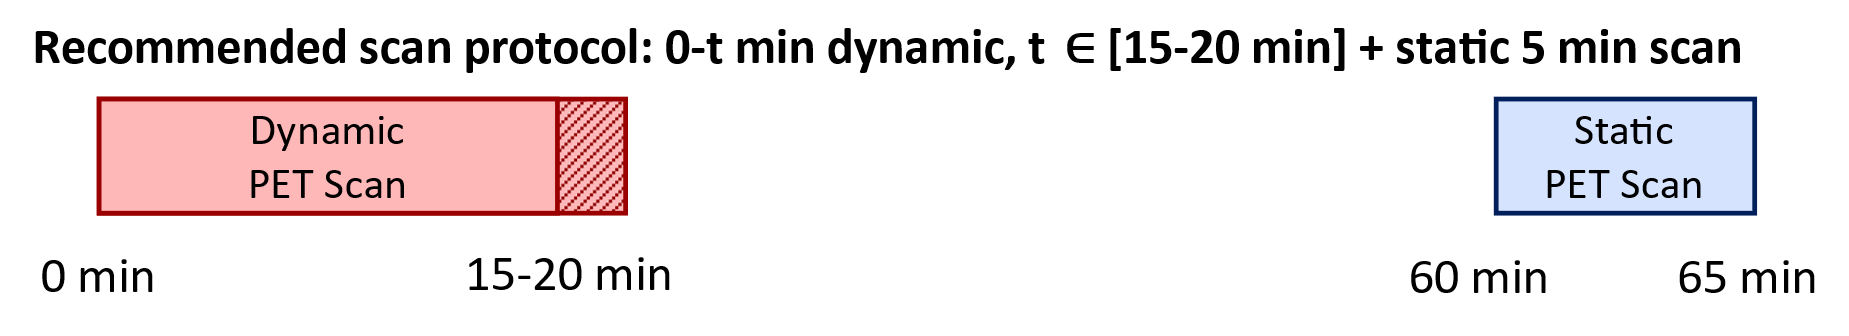 Recommended scan protocol: 0-t min dynamic, t ∈ [15-20 min] + static 5 min scan
Dynamic
PET Scan
Static
PET Scan
0 min
15-20 min
60 min
65 min